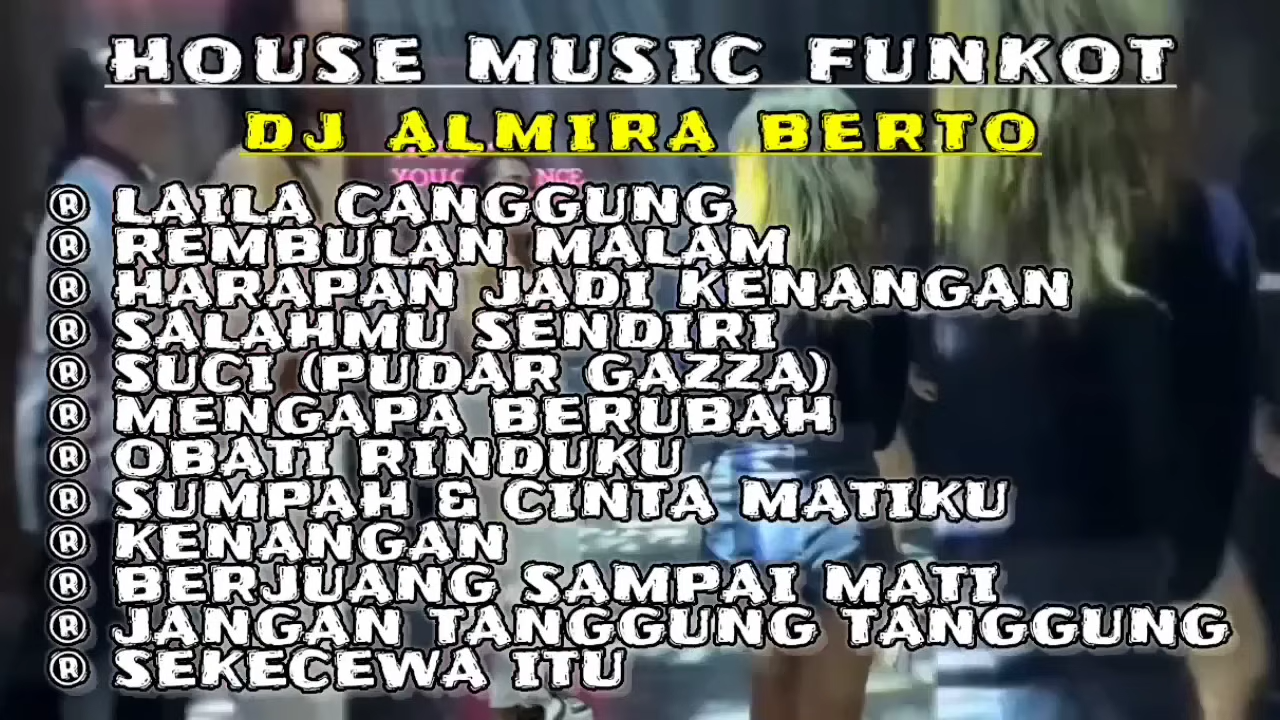 HOUSE MUSIC FUNKOT
DJ ALMIRA BERTO
® LAILA CANGGUNG
® REMBULAN MALAM
® HARAPAN JADI KENANGAN
® SALAHMU SENDIRI
® SUCI (PUDAR GAZZA)
® MENGAPA BERUBAH
® OBATI RINDUKU
® SUMPAH & CINTA MATIKU
® KENANGAN
® BERJUANG SAMPAI MATI
® JANGAN TANGGUNG TANGGUNG
® SEKECEWA ITU